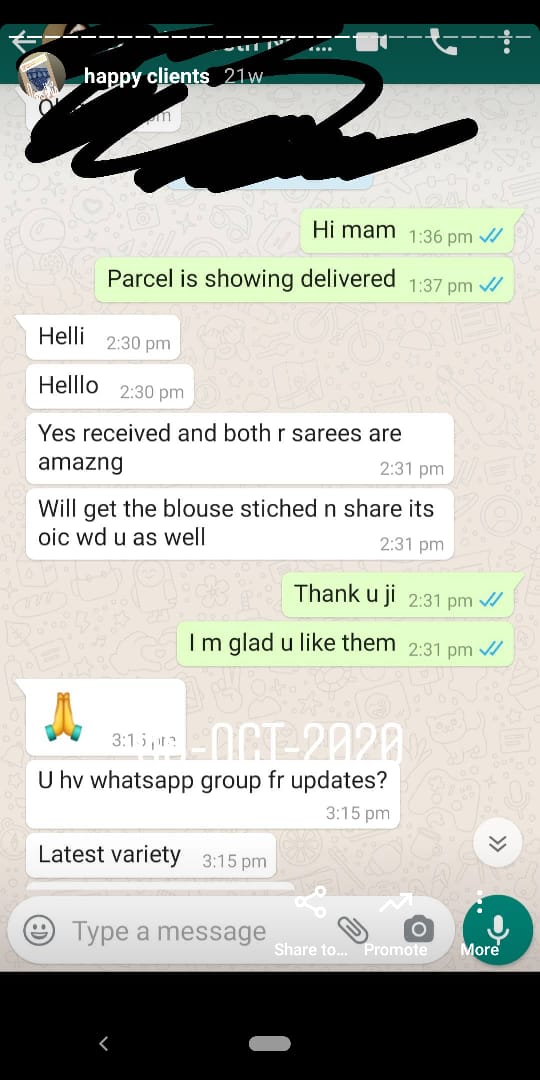 happy clients 21w
pm
Hi mam 1:36 pm
Parcel is showing delivered 1:37 pm
Helli 2:30 pm
Helllo 2:30 pm
Yes received and both r sarees are
amazng 2:31 pm
Will get the blouse stiched n share its
oic wd u as well 2:31 pm
Thank u ji 2:31 pm
I m glad u like them 2:31 pm
🙏 3:15 pm
-OCT-2020
U hv whatsapp group fr updates?
3:15 pm
Latest variety 3:15 pm
Type a message
Share to... Promote More